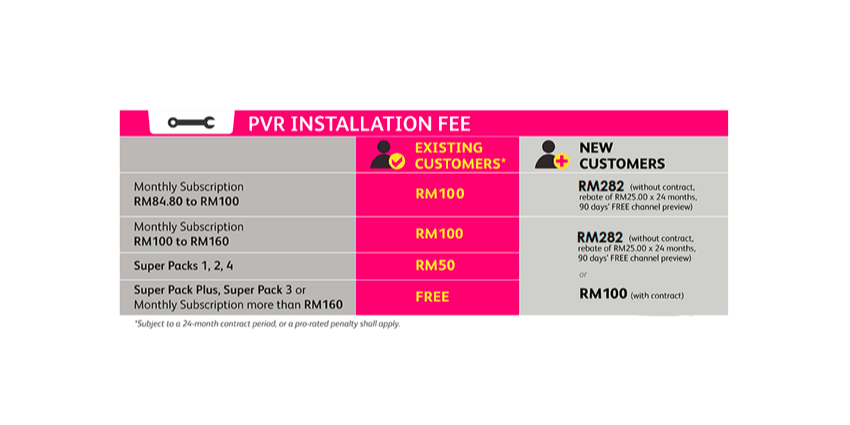 PVR INSTALLATION FEE
EXISTING
CUSTOMERS*
NEW
CUSTOMERS
Monthly Subscription
RM84.80 to RM100
RM100
RM282 (without contract,
rebate of RM25.00 x 24 months,
90 days' FREE channel preview)
Monthly Subscription
RM100 to RM160
RM100
RM282 (without contract,
rebate of RM25.00 x 24 months,
90 days' FREE channel preview)
or
RM100 (with contract)
Super Packs 1, 2, 4
RM50
Super Pack Plus, Super Pack 3 or
Monthly Subscription more than RM160
FREE
*Subject to a 24-month contract period, or a pro-rated penalty shall apply.